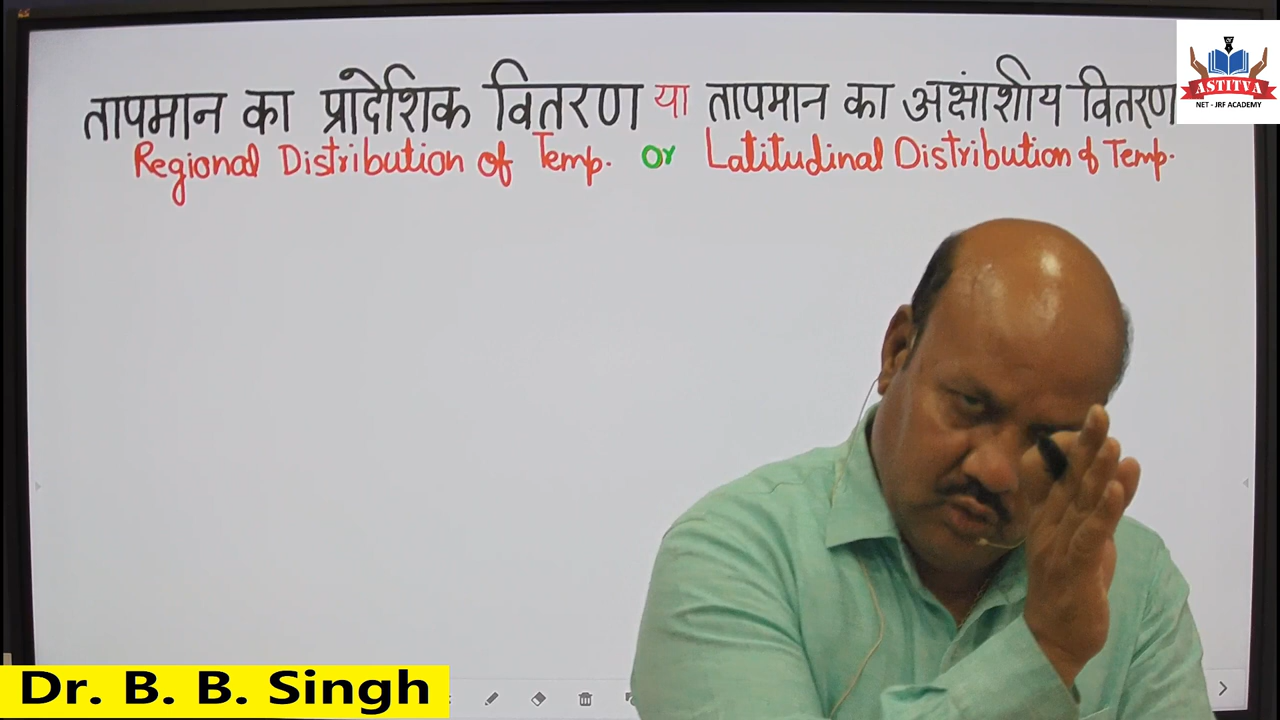 तापमान का प्रादेशिक वितरण या तापमान का अक्षांशीय वितरण
Regional Distribution of Temp. Or Latitudinal Distribution of Temp.
ASTITVA
NET - JRF ACADEMY
Dr. B. B. Singh